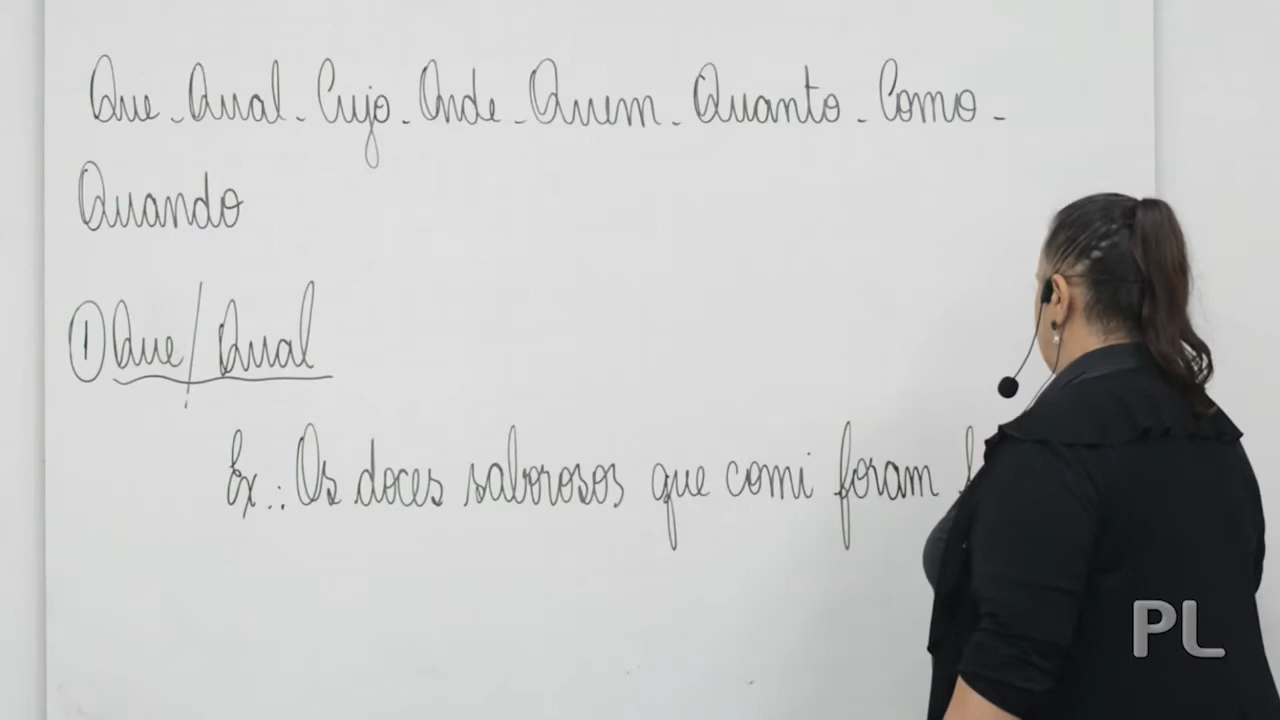 Que - Qual - Cujo - Onde - Quem - Quanto - Como -
Quando
① Que / Qual
Ex.: Os doces saborosos que comi foram
PL